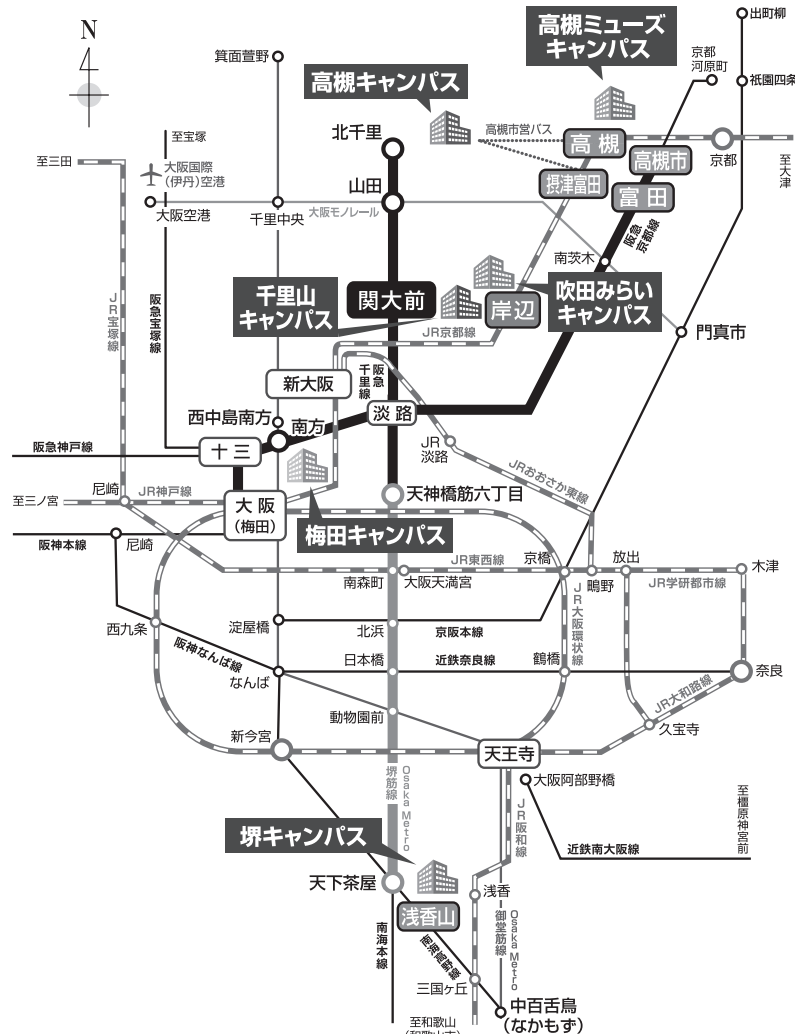 N
出町柳
高槻ミューズ
キャンパス
京都
河原町
箕面萱野
高槻キャンパス
祇園四条
至宝塚
北千里
高槻市営バス
高槻
京都
至三田
大阪国際
(伊丹)空港
高槻市
至大津
山田
摂津富田
富田
大阪空港
千里中央
大阪モノレール
阪急
京都線
南茨木
千里山
キャンパス
関大前
岸辺
吹田みらい
キャンパス
JR宝塚線
阪急宝塚線
JR京都線
門真市
新大阪
阪急
千里線
西中島南方
南方
淡路
JR
淡路
十三
阪急神戸線
JRおおさか東線
尼崎
JR神戸線
至三ノ宮
大阪
(梅田)
天神橋筋六丁目
梅田キャンパス
阪神本線
尼崎
JR東西線
京橋
放出
木津
南森町
大阪天満宮
鴫野
JR学研都市線
JR大阪環状線
西九条
淀屋橋
北浜
京阪本線
阪神なんば線
日本橋
近鉄奈良線
鶴橋
なんば
奈良
JR大和路線
動物園前
新今宮
久宝寺
天王寺
堺筋線
Osaka Metro
大阪阿部野橋
JR阪和線
至橿原神宮前
堺キャンパス
近鉄南大阪線
天下茶屋
浅香
浅香山
南海本線
南海高野線
御堂筋線
Osaka Metro
三国ヶ丘
中百舌鳥
(なかもず)
至和歌山
(和歌山市)